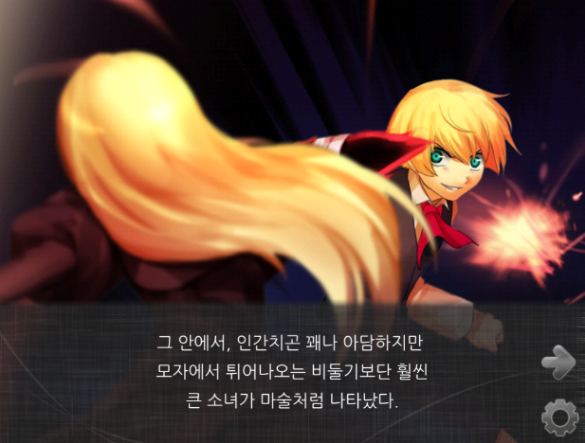 그 안에서, 인간치곤 꽤나 아담하지만
모자에서 튀어나오는 비둘기보단 훨씬
큰 소녀가 마술처럼 나타났다.